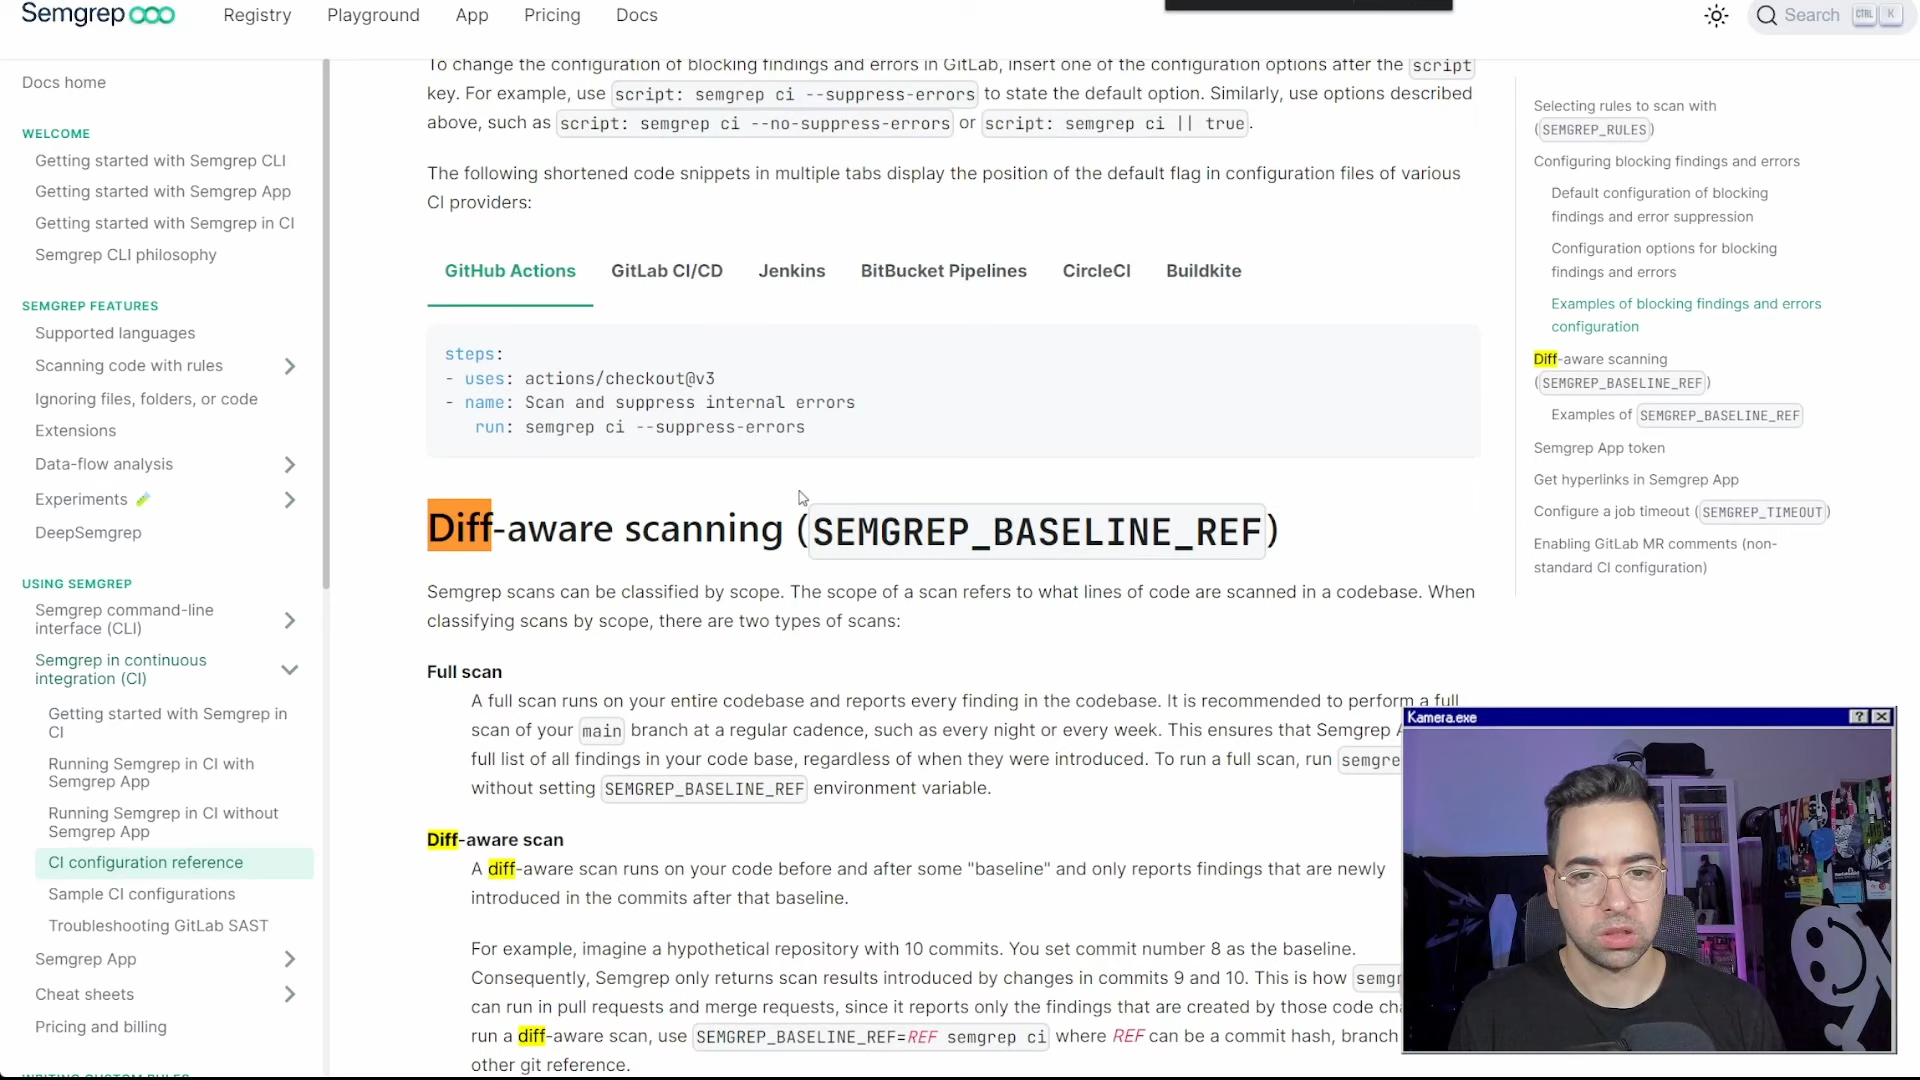 Semgrep
Registry
Playground
App
Pricing
Docs
Search
CTRL
K
Docs home
WELCOME
Getting started with Semgrep CLI
Getting started with Semgrep App
Getting started with Semgrep in CI
Semgrep CLI philosophy
SEMGREP FEATURES
Supported languages
Scanning code with rules
Ignoring files, folders, or code
Extensions
Data-flow analysis
Experiments
DeepSemgrep
USING SEMGREP
Semgrep command-line
interface (CLI)
Semgrep in continuous
integration (CI)
Getting started with Semgrep in
CI
Running Semgrep in CI with
Semgrep App
Running Semgrep in CI without
Semgrep App
CI configuration reference
Sample CI configurations
Troubleshooting GitLab SAST
Semgrep App
Cheat sheets
Pricing and billing
WRITING CUSTOM RULES
To change the configuration of blocking findings and errors in GitLab, insert one of the configuration options after the script
key. For example, use script: semgrep ci --suppress-errors to state the default option. Similarly, use options described
above, such as script: semgrep ci --no-suppress-errors or script: semgrep ci || true.
The following shortened code snippets in multiple tabs display the position of the default flag in configuration files of various
CI providers:
GitHub Actions
GitLab CI/CD
Jenkins
BitBucket Pipelines
CircleCI
Buildkite
steps:
- uses: actions/checkout@v3
- name: Scan and suppress internal errors
run: semgrep ci --suppress-errors
Diff-aware scanning (SEMGREP_BASELINE_REF)
Semgrep scans can be classified by scope. The scope of a scan refers to what lines of code are scanned in a codebase. When
classifying scans by scope, there are two types of scans:
Full scan
A full scan runs on your entire codebase and reports every finding in the codebase. It is recommended to perform a full
scan of your main branch at a regular cadence, such as every night or every week. This ensures that Semgrep A
full list of all findings in your code base, regardless of when they were introduced. To run a full scan, run semgre
without setting SEMGREP_BASELINE_REF environment variable.
Diff-aware scan
A diff-aware scan runs on your code before and after some "baseline" and only reports findings that are newly
introduced in the commits after that baseline.
For example, imagine a hypothetical repository with 10 commits. You set commit number 8 as the baseline.
Consequently, Semgrep only returns scan results introduced by changes in commits 9 and 10. This is how semgr
can run in pull requests and merge requests, since it reports only the findings that are created by those code ch
run a diff-aware scan, use SEMGREP_BASELINE_REF=REF semgrep ci where REF can be a commit hash, branch
other git reference.
Selecting rules to scan with
(SEMGREP_RULES)
Configuring blocking findings and errors
Default configuration of blocking
findings and error suppression
Configuration options for blocking
findings and errors
Examples of blocking findings and errors
configuration
Diff-aware scanning
(SEMGREP_BASELINE_REF)
Examples of SEMGREP_BASELINE_REF
Semgrep App token
Get hyperlinks in Semgrep App
Configure a job timeout (SEMGREP_TIMEOUT)
Enabling GitLab MR comments (non-
standard CI configuration)
Kamera.exe